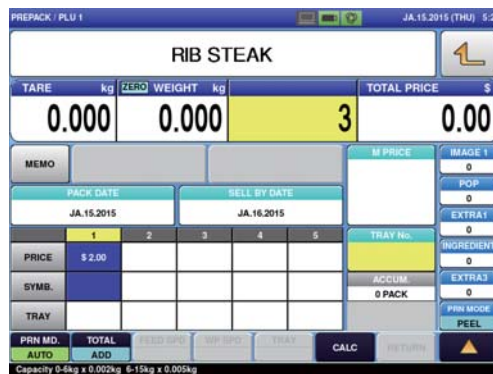 PREPACK / PLU 1
JA.15.2015 (THU) 5:2
RIB STEAK
TARE kg
ZERO WEIGHT kg
TOTAL PRICE $
0.000
0.000
3
0.00
MEMO
M PRICE
IMAGE 1
0
PACK DATE
SELL BY DATE
POP
0
JA.15.2015
JA.16.2015
EXTRA1
0
1 2 3 4 5
TRAY No.
INGREDIENT
0
PRICE $ 2.00
SYMB.
ACCUM.
0 PACK
EXTRA3
0
TRAY
PRN MODE
PEEL
PRN MD.
AUTO
TOTAL
ADD
FEED SPD
WP SPD
TRAY
CALC
RETURN
Capacity 0-6kg x 0.002kg 6-15kg x 0.005kg